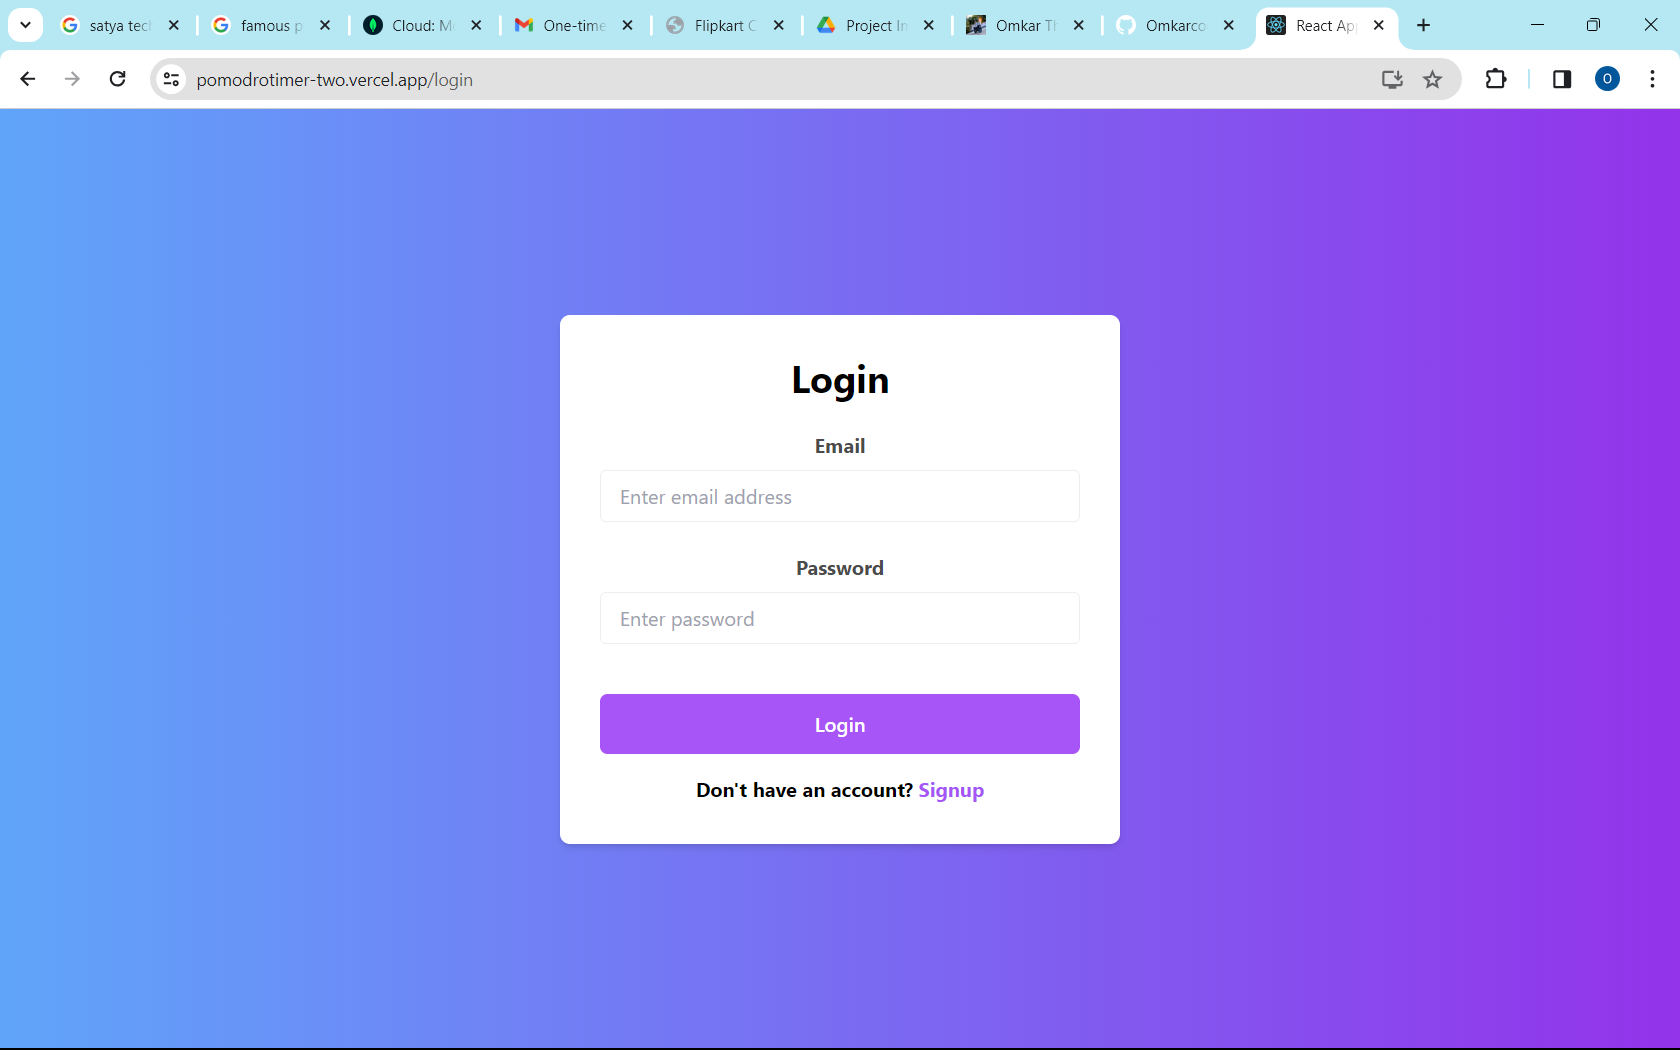 satya tec
famous p
Cloud: M
One-time
Flipkart C
Project In
Omkar Th
Omkarco
React App
pomodrotimer-two.vercel.app/login
O
Login
Email
Enter email address
Password
Enter password
Login
Don't have an account? Signup